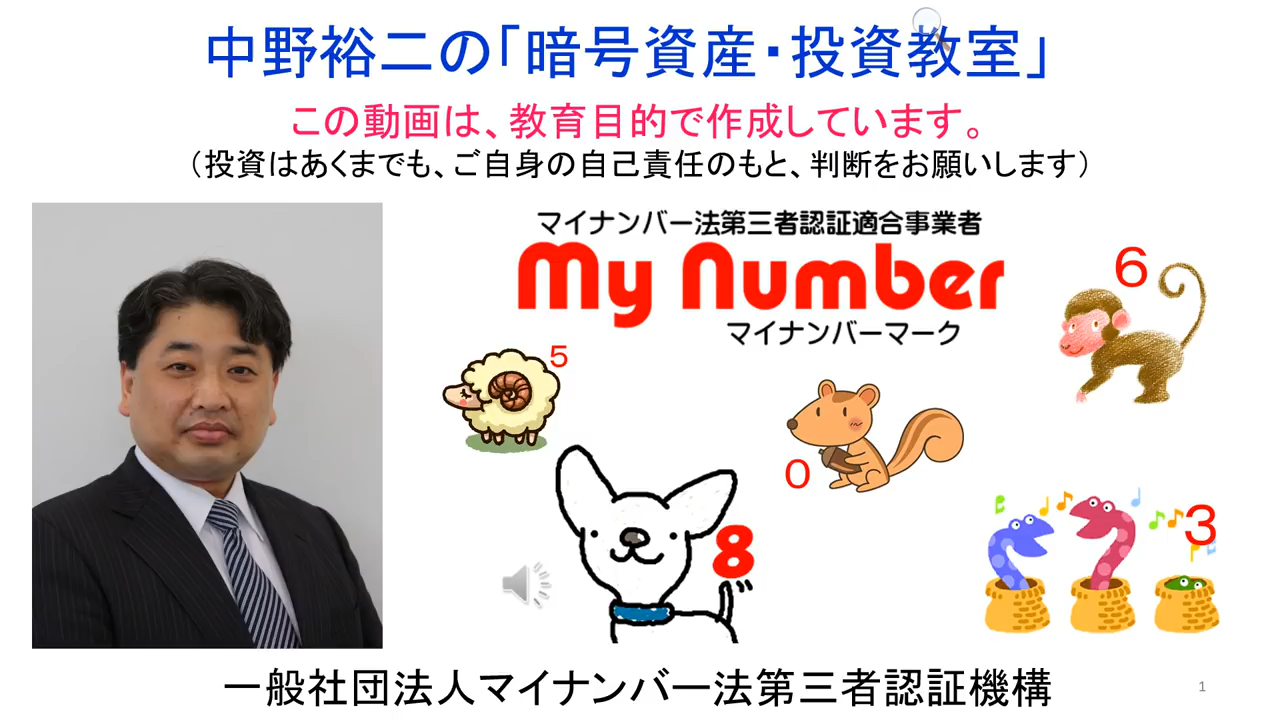 中野裕二の「暗号資産・投資教室」
この動画は、教育目的で作成しています。
（投資はあくまでも、ご自身の自己責任のもと、判断をお願いします）
マイナンバー法第三者認証適合事業者
My Number
マイナンバーマーク
6
5
0
8
3
一般社団法人マイナンバー法第三者認証機構
1